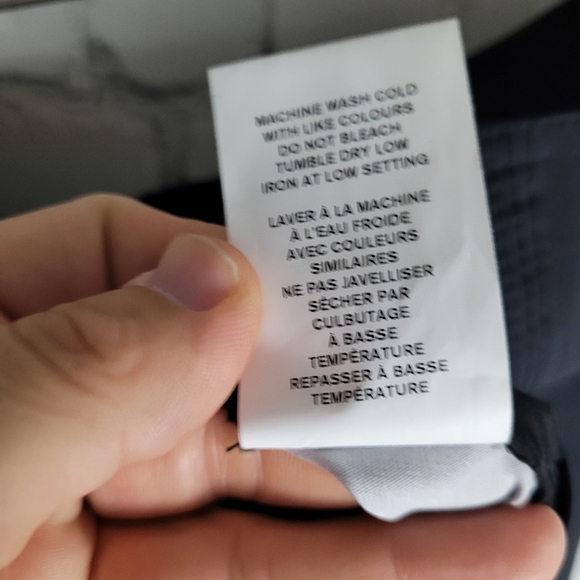 MACHINE WASH COLD
WITH LIKE COLOURS
DO NOT BLEACH
TUMBLE DRY LOW
IRON AT LOW SETTING
LAVER À LA MACHINE
À L'EAU FROIDE
AVEC COULEURS
SIMILAIRES
NE PAS JAVELLISER
SÉCHER PAR
CULBUTAGE
À BASSE
TEMPÉRATURE
REPASSER À BASSE
TEMPÉRATURE